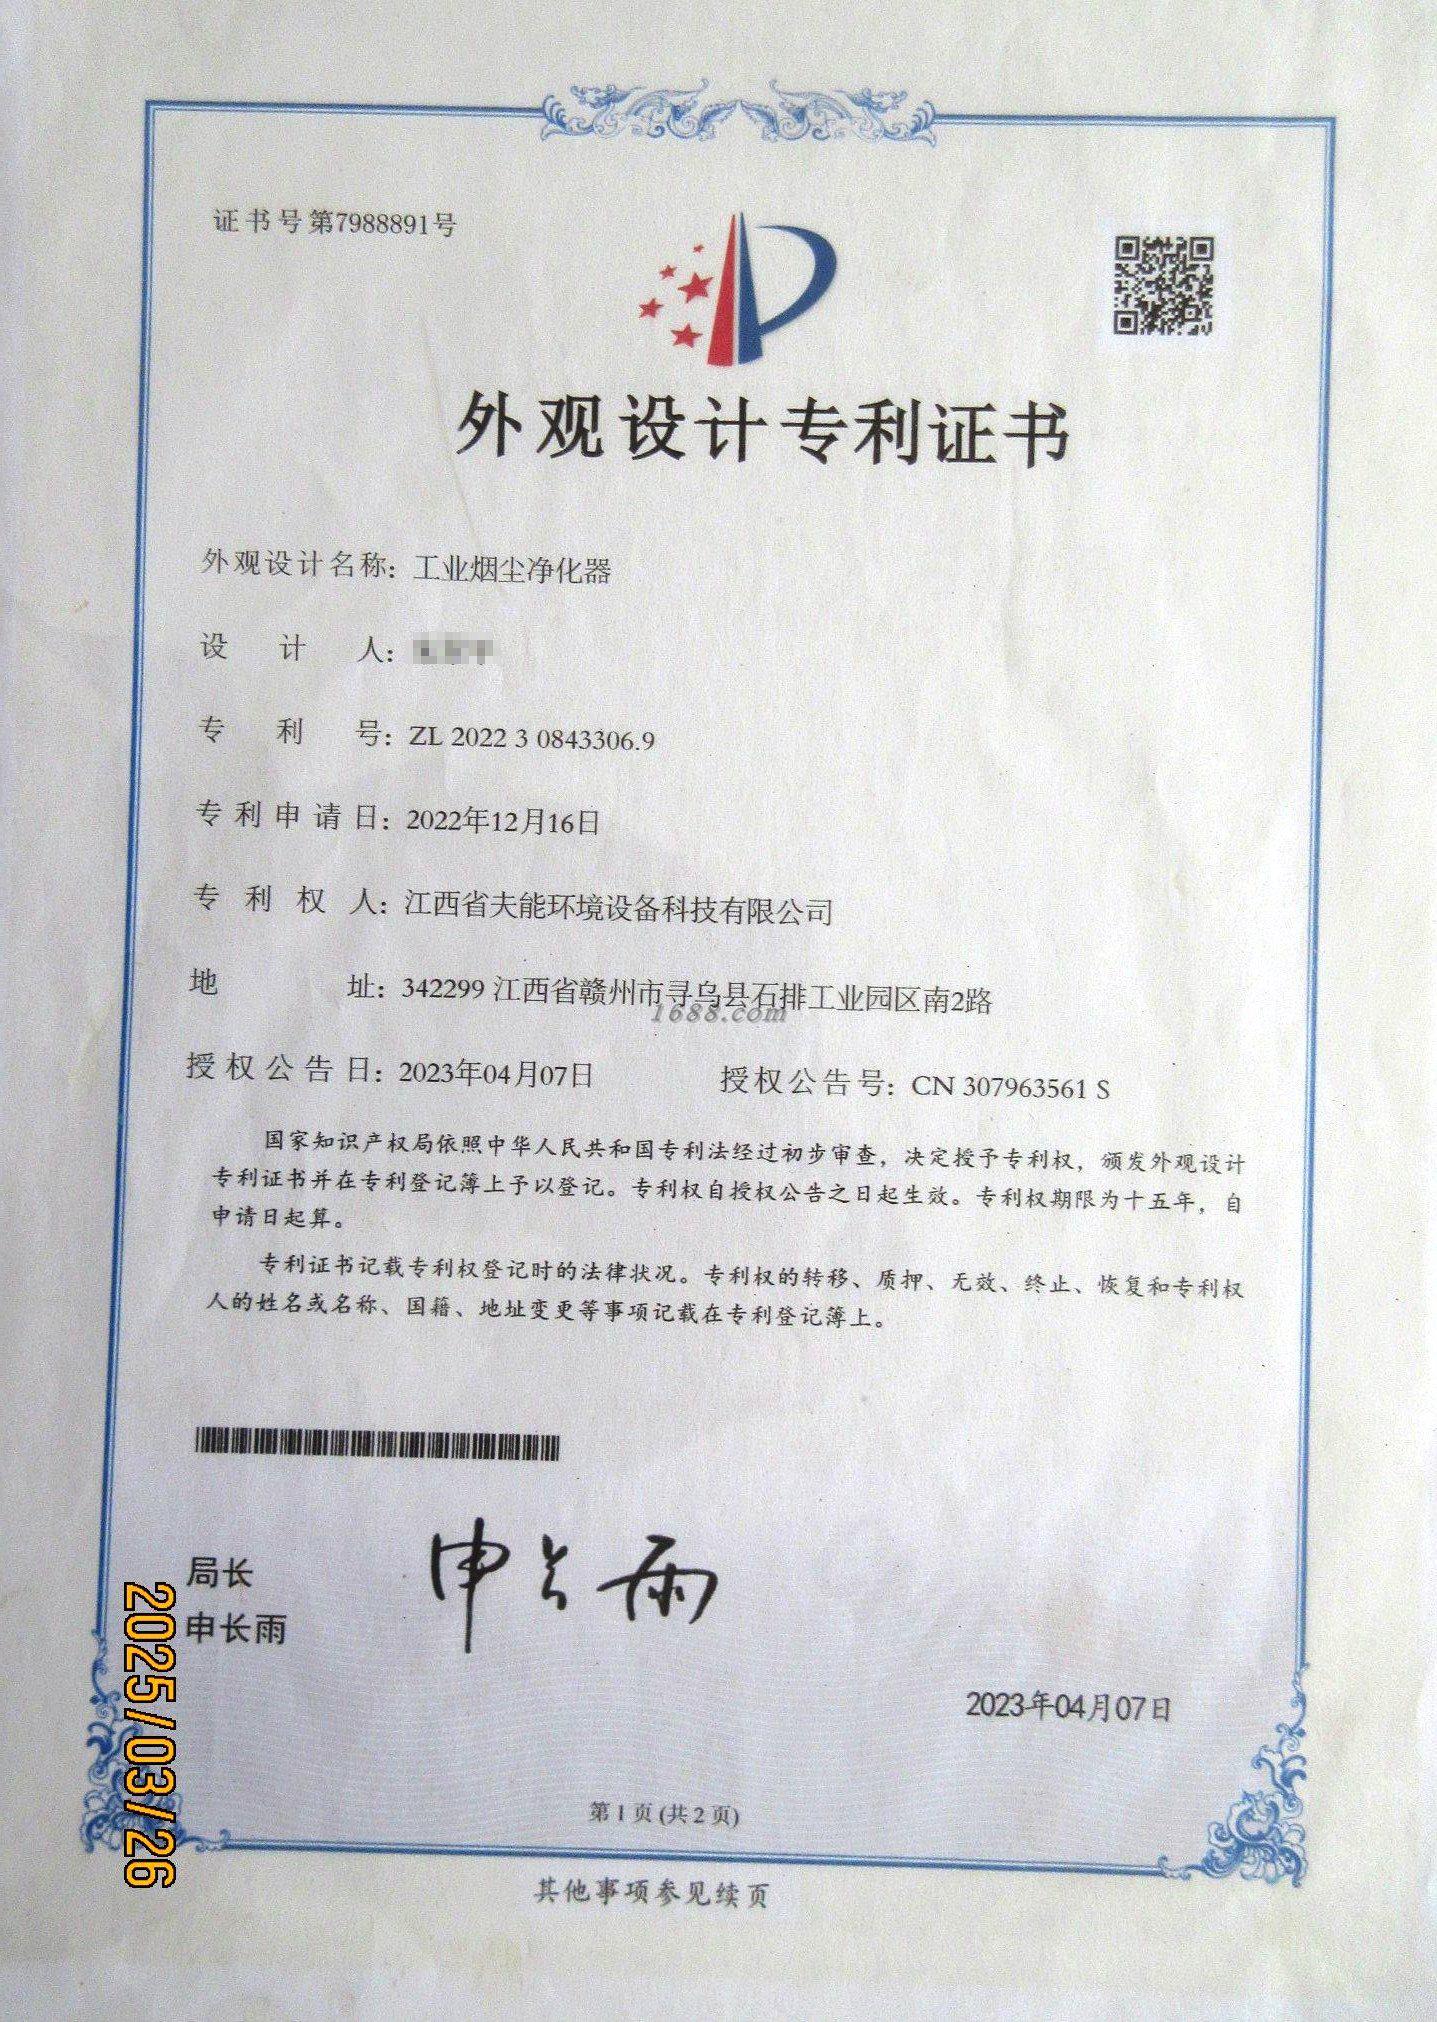 证书号第7988891号
外观设计专利证书
外观设计名称：工业烟尘净化器
设计人：
专利号：ZL 2022 3 0843306.9
专利申请日：2022年12月16日
专利权人：江西省夫能环境设备科技有限公司
地址：342299 江西省赣州市寻乌县石排工业园区南2路
1688.com
授权公告日：2023年04月07日 授权公告号：CN 307963561 S
国家知识产权局依照中华人民共和国专利法经过初步审查，决定授予专利权，颁发外观设计
专利证书并在专利登记簿上予以登记。专利权自授权公告之日起生效。专利权期限为十五年，自
申请日起算。
专利证书记载专利权登记时的法律状况。专利权的转移、质押、无效、终止、恢复和专利权
人的姓名或名称、国籍、地址变更等事项记载在专利登记簿上。
局长
申长雨
申长雨
2023年04月07日
2025/03/26
第1页(共2页)
其他事项参见续页